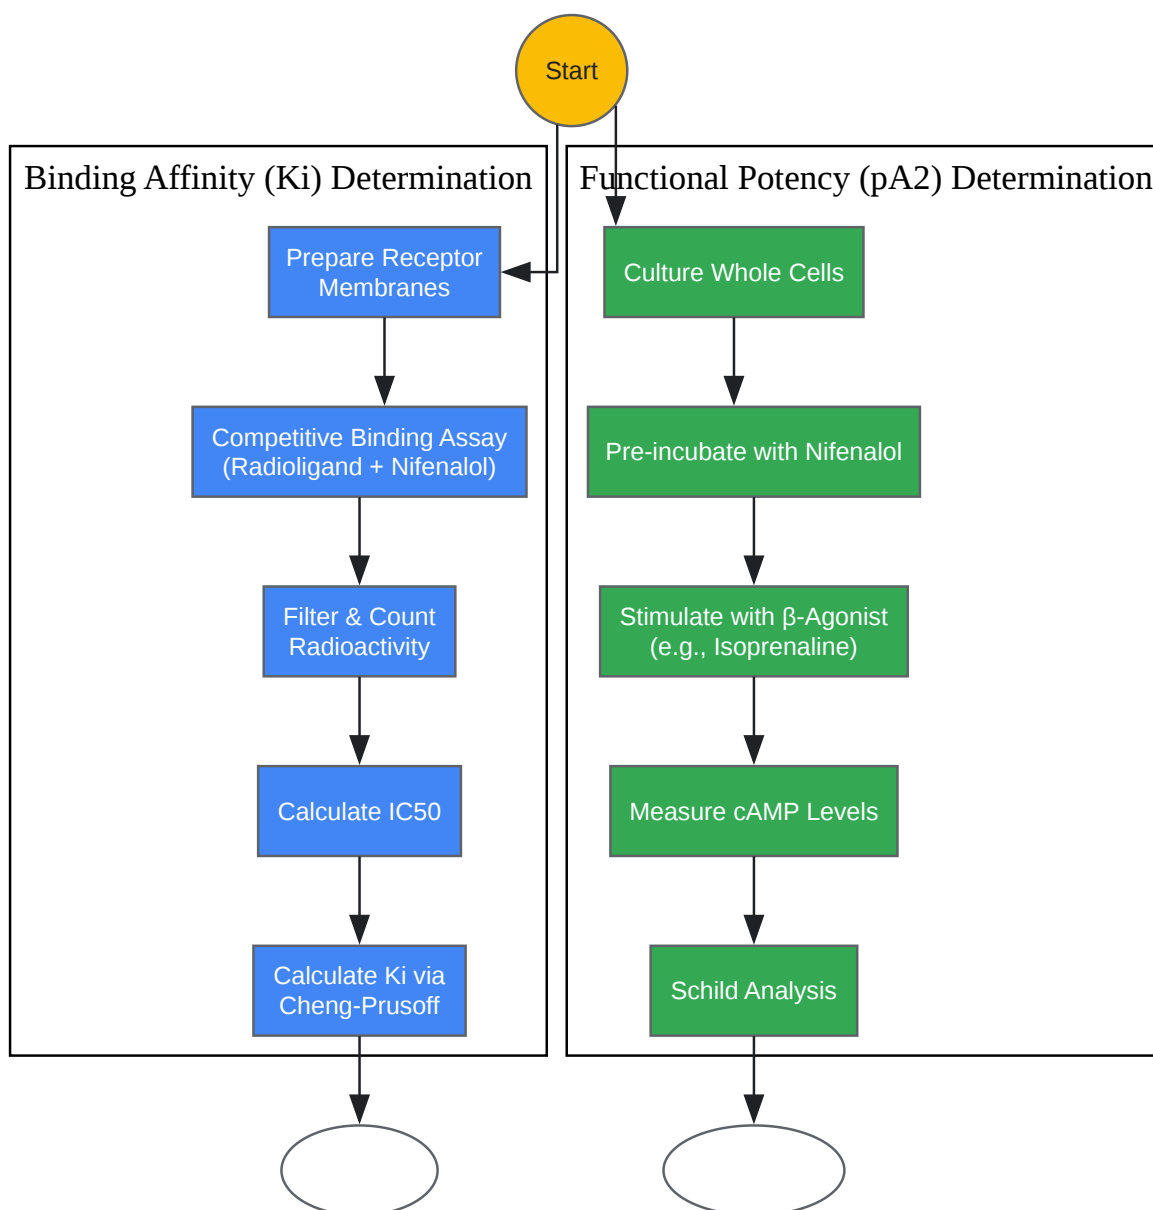 Start
Binding Affinity (Ki) Determination
Prepare Receptor
Membranes
Competitive Binding Assay
(Radioligand + Nifenalol)
Filter & Count
Radioactivity
Calculate IC50
Calculate Ki via
Cheng-Prusoff
Functional Potency (pA2) Determination
Culture Whole Cells
Pre-incubate with Nifenalol
Stimulate with β-Agonist
(e.g., Isoprenaline)
Measure cAMP Levels
Schild Analysis